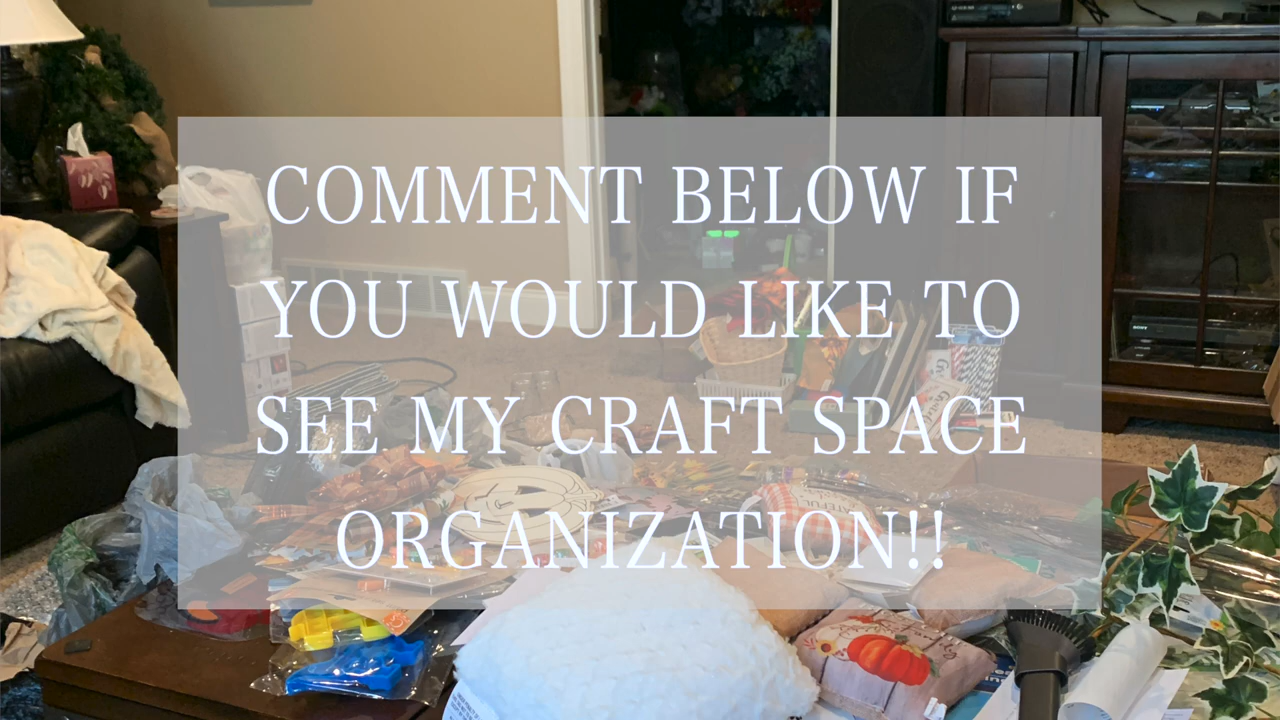 COMMENT BELOW IF
YOU WOULD LIKE TO
SEE MY CRAFT SPACE
ORGANIZATION!!